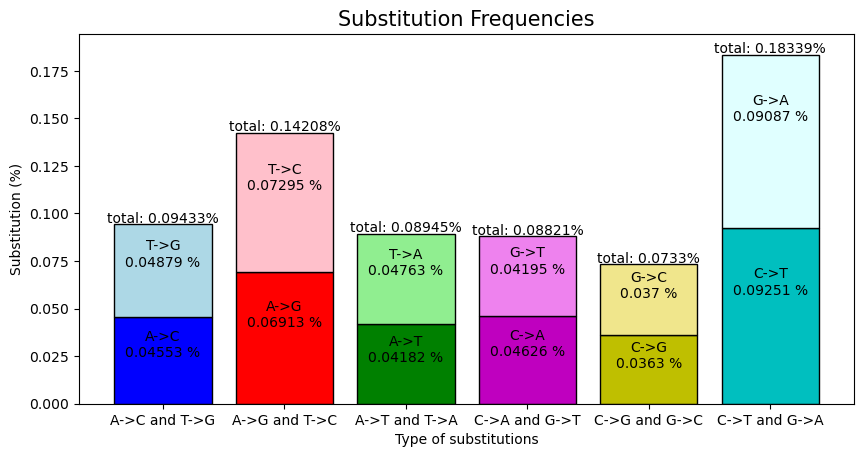 Substitution Frequencies
Substitution (%)
0.175
0.150
0.125
0.100
0.075
0.050
0.025
0.000
total: 0.09433%
T->G
0.04879 %
A->C
0.04553 %
total: 0.14208%
T->C
0.07295 %
A->G
0.06913 %
total: 0.08945%
T->A
0.04763 %
A->T
0.04182 %
total: 0.08821%
G->T
0.04195 %
C->A
0.04626 %
total: 0.0733%
G->C
0.037 %
C->G
0.0363 %
total: 0.18339%
G->A
0.09087 %
C->T
0.09251 %
A->C and T->G
A->G and T->C
A->T and T->A
C->A and G->T
C->G and G->C
C->T and G->A
Type of substitutions